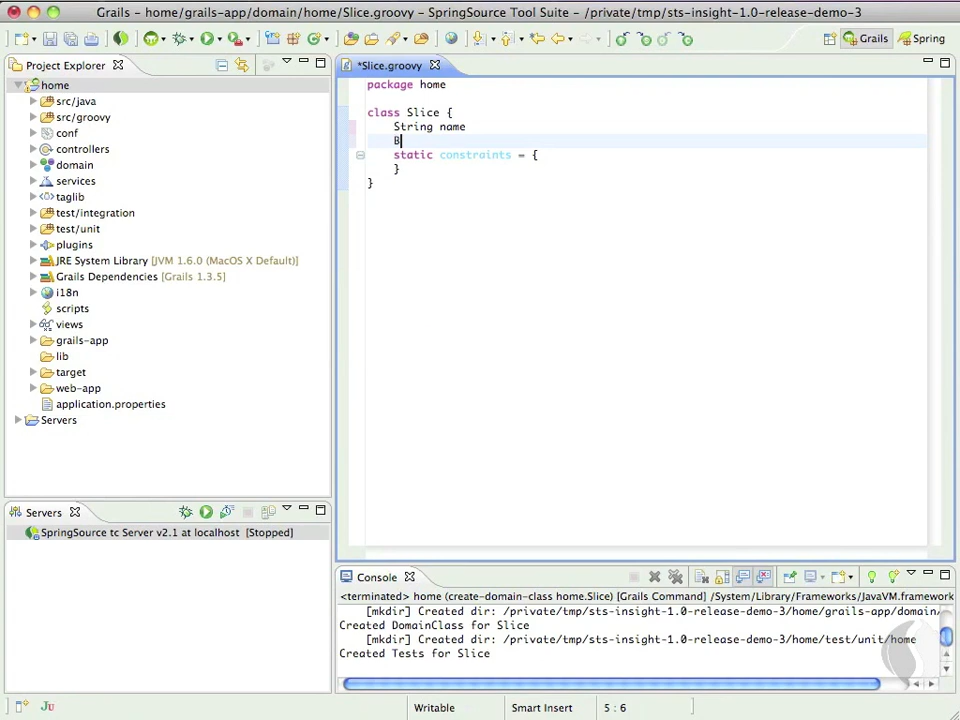 Grails - home/grails-app/domain/home/Slice.groovy - SpringSource Tool Suite - /private/tmp/sts-insight-1.0-release-demo-3
Grails
Spring
Project Explorer
home
src/java
src/groovy
conf
controllers
domain
services
taglib
test/integration
test/unit
plugins
JRE System Library [JVM 1.6.0 (MacOS X Default)]
Grails Dependencies [Grails 1.3.5]
i18n
scripts
views
grails-app
lib
target
web-app
application.properties
Servers
*Slice.groovy
package home
class Slice {
String name
B
static constraints = {
}
}
Servers
SpringSource tc Server v2.1 at localhost [Stopped]
Console
<terminated> home (create-domain-class home.Slice) [Grails Command] /System/Library/Frameworks/JavaVM.framework
[mkdir] Created dir: /private/tmp/sts-insight-1.0-release-demo-3/home/grails-app/domain/
Created DomainClass for Slice
[mkdir] Created dir: /private/tmp/sts-insight-1.0-release-demo-3/home/test/unit/home
Created Tests for Slice
Ju
Writable
Smart Insert
5 : 6